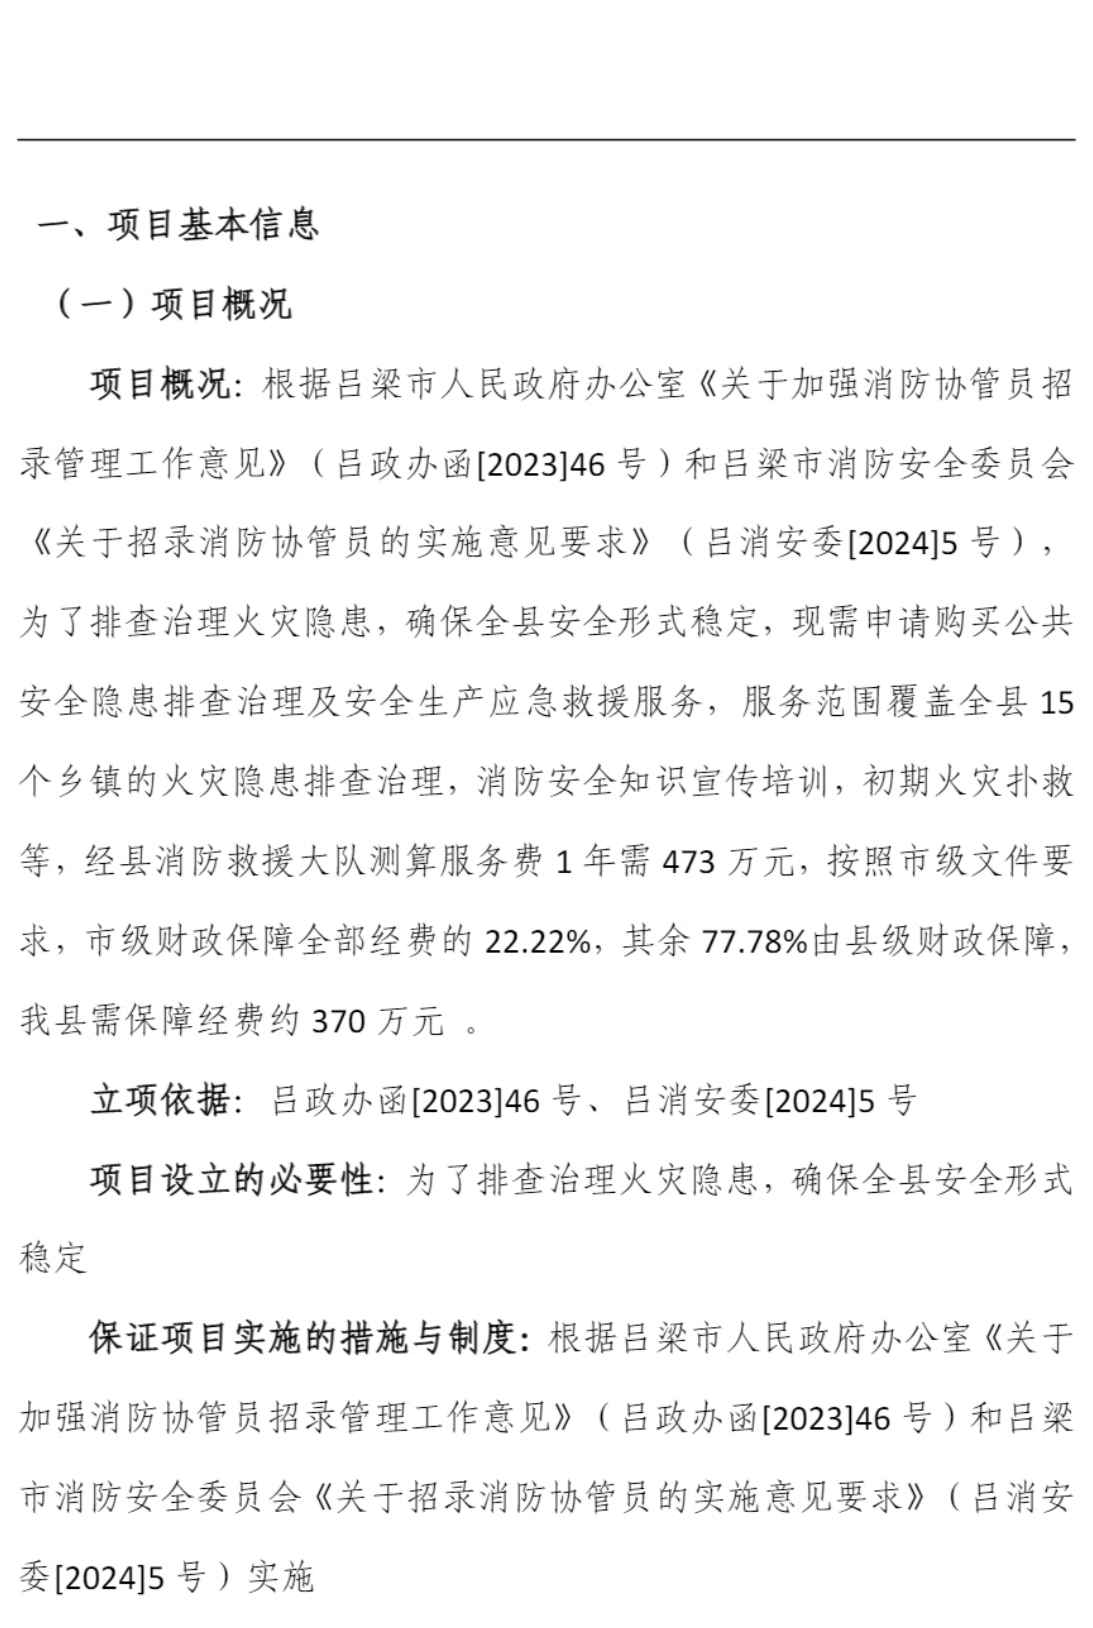 一、项目基本信息
（一）项目概况
项目概况：根据吕梁市人民政府办公室《关于加强消防协管员招
录管理工作意见》（吕政办函[2023]46 号）和吕梁市消防安全委员会
《关于招录消防协管员的实施意见要求》（吕消安委[2024]5 号），
为了排查治理火灾隐患，确保全县安全形式稳定，现需申请购买公共
安全隐患排查治理及安全生产应急救援服务，服务范围覆盖全县 15
个乡镇的火灾隐患排查治理，消防安全知识宣传培训，初期火灾扑救
等，经县消防救援大队测算服务费 1 年需 473 万元，按照市级文件要
求，市级财政保障全部经费的 22.22%，其余 77.78%由县级财政保障，
我县需保障经费约 370 万元 。
立项依据：吕政办函[2023]46 号、吕消安委[2024]5 号
项目设立的必要性：为了排查治理火灾隐患，确保全县安全形式
稳定
保证项目实施的措施与制度：根据吕梁市人民政府办公室《关于
加强消防协管员招录管理工作意见》（吕政办函[2023]46 号）和吕梁
市消防安全委员会《关于招录消防协管员的实施意见要求》（吕消安
委[2024]5 号）实施